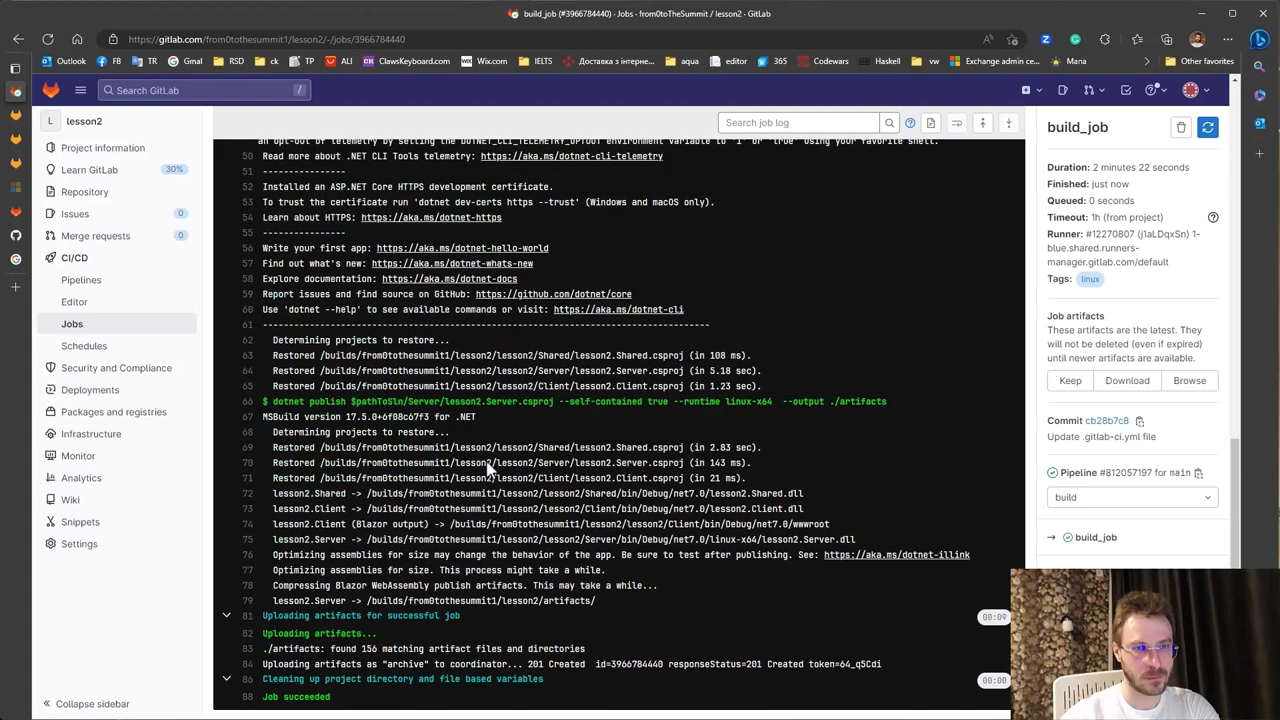 build_job (#3966784440) · Jobs · from0toTheSummit / lesson2 · GitLab
https://gitlab.com/from0tothesummit1/lesson2/-/jobs/3966784440
Outlook FB TR Gmal RSD ck ALI ClawsKeyboard.com Wix.com IELTS Доставка з інтерне... aqua editor 365 Codewars Haskell vw Exchange admin ce... Mana Other favorites
Search GitLab /
L lesson2
Project information
Learn GitLab 30%
Repository
Issues 0
Merge requests 0
CI/CD
Pipelines
Editor
Jobs
Schedules
Security and Compliance
Deployments
Packages and registries
Infrastructure
Monitor
Analytics
Wiki
Snippets
Settings
Collapse sidebar
Search job log
an opt-out of telemetry by setting the DOTNET_CLI_TELEMETRY_OPTOUT environment variable to '1' or 'true' using your favorite shell.
50 Read more about .NET CLI Tools telemetry: https://aka.ms/dotnet-cli-telemetry
51 ----------------
52 Installed an ASP.NET Core HTTPS development certificate.
53 To trust the certificate run 'dotnet dev-certs https --trust' (Windows and macOS only).
54 Learn about HTTPS: https://aka.ms/dotnet-https
55 ----------------
56 Write your first app: https://aka.ms/dotnet-hello-world
57 Find out what's new: https://aka.ms/dotnet-whats-new
58 Explore documentation: https://aka.ms/dotnet-docs
59 Report issues and find source on GitHub: https://github.com/dotnet/core
60 Use 'dotnet --help' to see available commands or visit: https://aka.ms/dotnet-cli
61 --------------------------------------------------------------------------------------
62 Determining projects to restore...
63 Restored /builds/from0tothesummit1/lesson2/lesson2/Shared/lesson2.Shared.csproj (in 108 ms).
64 Restored /builds/from0tothesummit1/lesson2/lesson2/Server/lesson2.Server.csproj (in 5.18 sec).
65 Restored /builds/from0tothesummit1/lesson2/lesson2/Client/lesson2.Client.csproj (in 1.23 sec).
66 $ dotnet publish $pathToSln/Server/lesson2.Server.csproj --self-contained true --runtime linux-x64 --output ./artifacts
67 MSBuild version 17.5.0+6f08c67f3 for .NET
68 Determining projects to restore...
69 Restored /builds/from0tothesummit1/lesson2/lesson2/Shared/lesson2.Shared.csproj (in 2.83 sec).
70 Restored /builds/from0tothesummit1/lesson2/lesson2/Server/lesson2.Server.csproj (in 143 ms).
71 Restored /builds/from0tothesummit1/lesson2/lesson2/Client/lesson2.Client.csproj (in 21 ms).
72 lesson2.Shared -> /builds/from0tothesummit1/lesson2/lesson2/Shared/bin/Debug/net7.0/lesson2.Shared.dll
73 lesson2.Client -> /builds/from0tothesummit1/lesson2/lesson2/Client/bin/Debug/net7.0/lesson2.Client.dll
74 lesson2.Client (Blazor output) -> /builds/from0tothesummit1/lesson2/lesson2/Client/bin/Debug/net7.0/wwwroot
75 lesson2.Server -> /builds/from0tothesummit1/lesson2/lesson2/Server/bin/Debug/net7.0/linux-x64/lesson2.Server.dll
76 Optimizing assemblies for size may change the behavior of the app. Be sure to test after publishing. See: https://aka.ms/dotnet-illink
77 Optimizing assemblies for size. This process might take a while.
78 Compressing Blazor WebAssembly publish artifacts. This may take a while...
79 lesson2.Server -> /builds/from0tothesummit1/lesson2/artifacts/
81 Uploading artifacts for successful job 00:09
82 Uploading artifacts...
83 ./artifacts: found 156 matching artifact files and directories
84 Uploading artifacts as "archive" to coordinator... 201 Created id=3966784440 responseStatus=201 Created token=64_q5Cdi
86 Cleaning up project directory and file based variables 00:00
88 Job succeeded
build_job
Duration: 2 minutes 22 seconds
Finished: just now
Queued: 0 seconds
Timeout: 1h (from project)
Runner: #12270807 (j1aLDqxSn) 1-
blue.shared.runners-
manager.gitlab.com/default
Tags: linux
Job artifacts
These artifacts are the latest. They
will not be deleted (even if expired)
until newer artifacts are available.
Keep Download Browse
Commit cb28b7c8
Update .gitlab-ci.yml file
Pipeline #812057197 for main
build
→ build_job